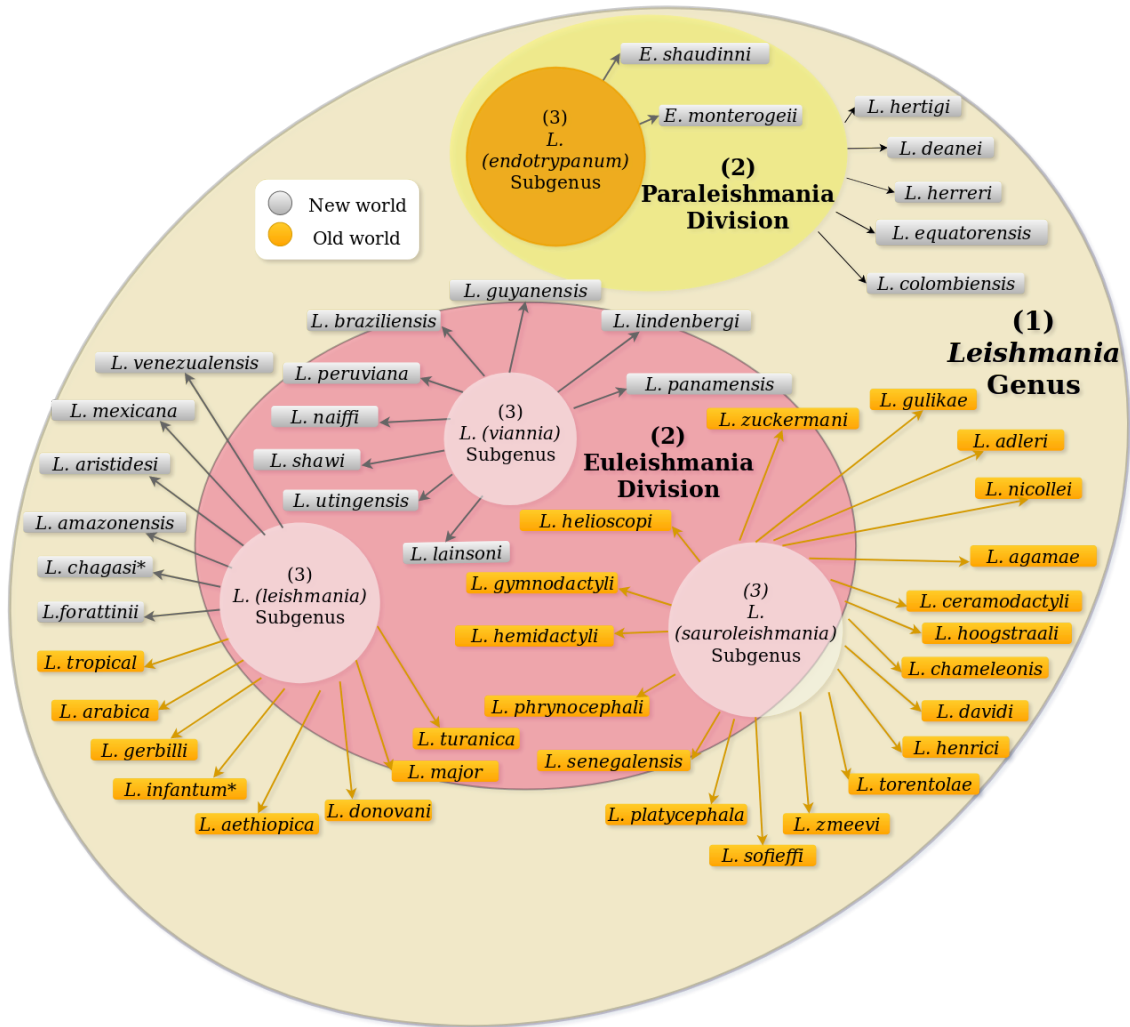 E. shaudinni
(3)
L.
(endotrypanum)
Subgenus
E. monterogeii
(2)
Paraleishmania
Division
L. hertigi
L. deanei
L. herreri
L. equatorensis
L. colombiensis
New world
Old world
(1)
Leishmania
Genus
L. guyanensis
L. braziliensis
L. lindenbergi
L. peruviana
L. panamensis
L. naiffi
(3)
L. (viannia)
Subgenus
L. shawi
L. utingensis
L. lainsoni
(2)
Euleishmania
Division
L. venezualensis
L. mexicana
L. aristidesi
L. amazonensis
L. chagasi*
L.forattinii
(3)
L. (leishmania)
Subgenus
L. tropical
L. arabica
L. gerbilli
L. infantum*
L. aethiopica
L. donovani
L. major
L. turanica
L. zuckermani
L. gulikae
L. adleri
L. nicollei
L. agamae
L. helioscopi
L. gymnodactyli
L. hemidactyli
(3)
L.
(sauroleishmania)
Subgenus
L. ceramodactyli
L. hoogstraali
L. chameleonis
L. davidi
L. henrici
L. torentolae
L. phrynocephali
L. senegalensis
L. platycephala
L. zmeevi
L. sofieffi